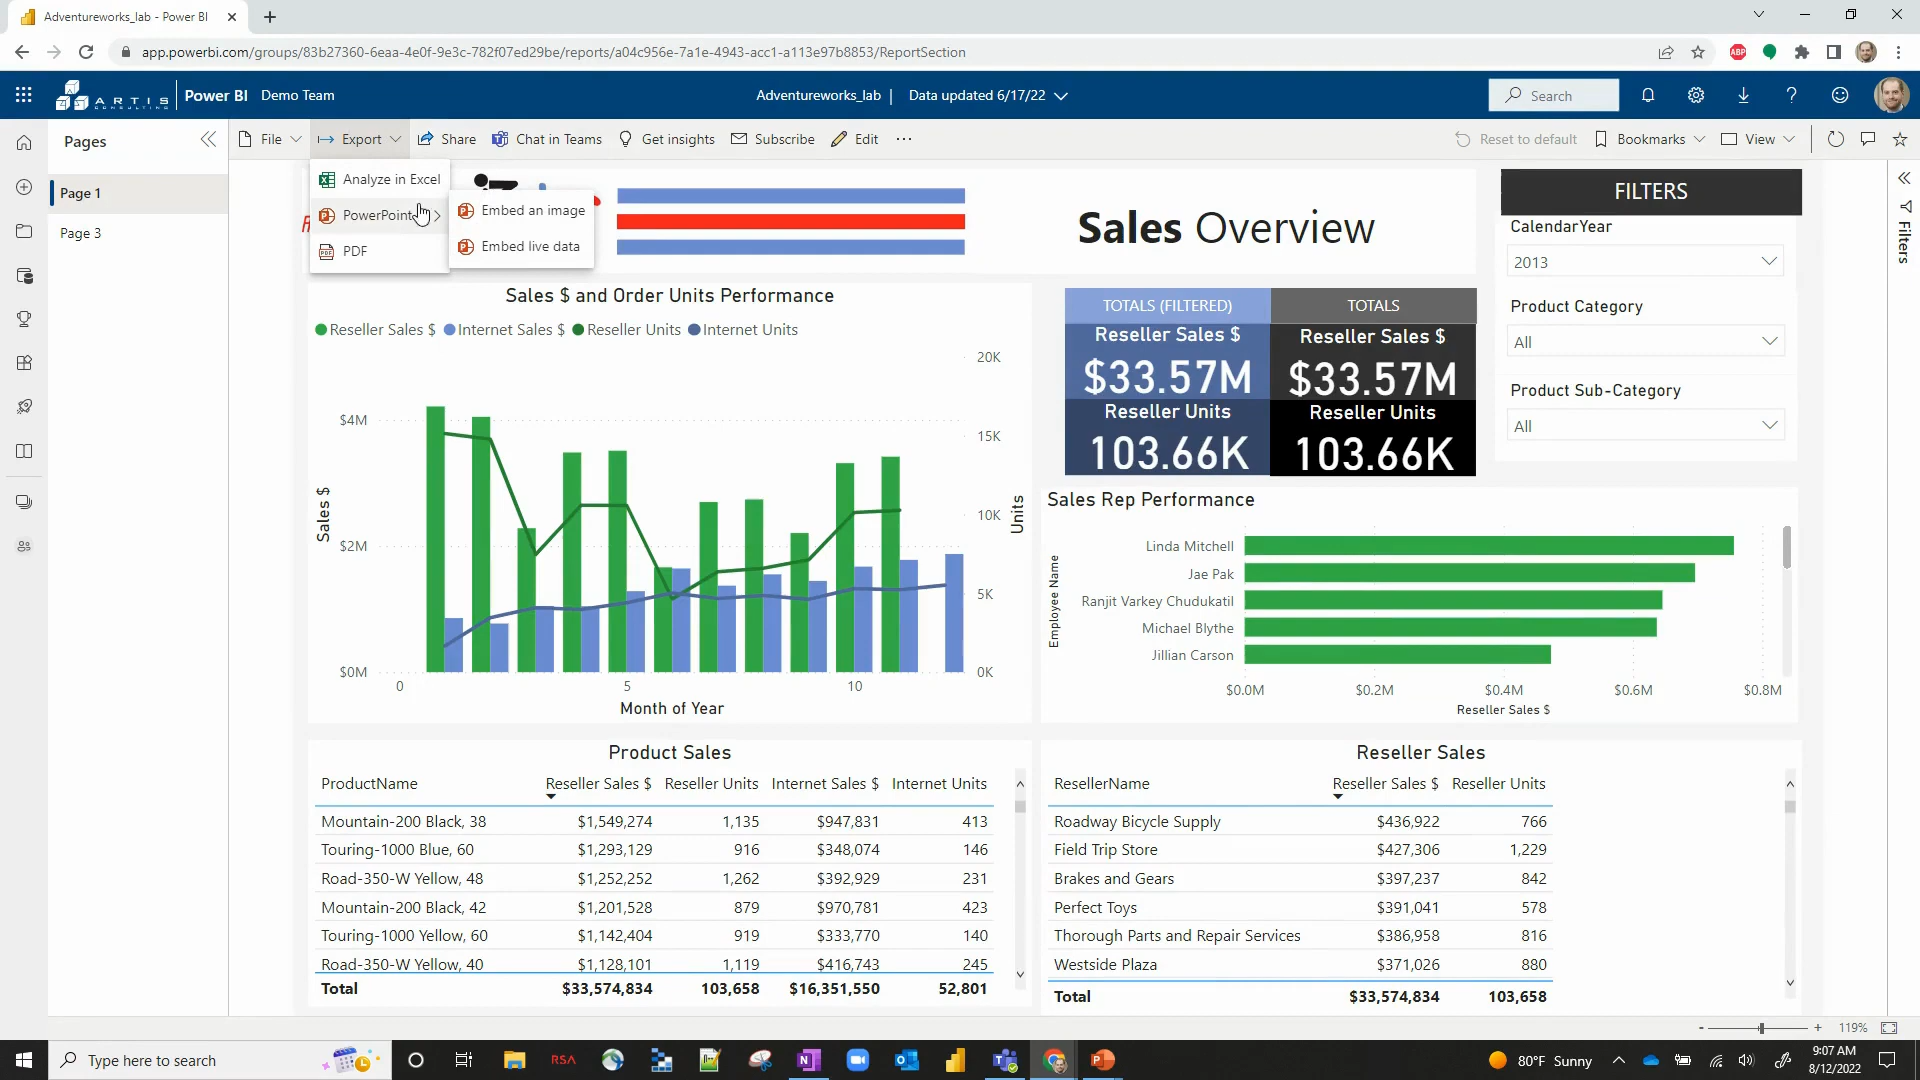 Adventureworks_lab - Power BI
app.powerbi.com/groups/83b27360-6eaa-4e0f-9e3c-782f07ed29be/reports/a04c956e-7a1e-4943-acc1-a113e97b8853/ReportSection
ABP
ARTIS
CONSULTING
Power BI
Demo Team
Adventureworks_lab | Data updated 6/17/22
Search
Pages
File
Export
Share
Chat in Teams
Get insights
Subscribe
Edit
Reset to default
Bookmarks
View
Page 1
Page 3
Analyze in Excel
PowerPoint
PDF
Embed an image
Embed live data
Sales Overview
FILTERS
CalendarYear
2013
Product Category
All
Product Sub-Category
All
Filters
Sales $ and Order Units Performance
Reseller Sales $ Internet Sales $ Reseller Units Internet Units
20K
15K
10K
5K
0K
$4M
$2M
$0M
Sales $
Units
0 5 10
Month of Year
TOTALS (FILTERED)
Reseller Sales $
$33.57M
Reseller Units
103.66K
TOTALS
Reseller Sales $
$33.57M
Reseller Units
103.66K
Sales Rep Performance
Employee Name
Linda Mitchell
Jae Pak
Ranjit Varkey Chudukatil
Michael Blythe
Jillian Carson
$0.0M $0.2M $0.4M $0.6M $0.8M
Reseller Sales $
Product Sales
ProductName Reseller Sales $ Reseller Units Internet Sales $ Internet Units
Mountain-200 Black, 38 $1,549,274 1,135 $947,831 413
Touring-1000 Blue, 60 $1,293,129 916 $348,074 146
Road-350-W Yellow, 48 $1,252,252 1,262 $392,929 231
Mountain-200 Black, 42 $1,201,528 879 $970,781 423
Touring-1000 Yellow, 60 $1,142,404 919 $333,770 140
Road-350-W Yellow, 40 $1,128,101 1,119 $416,743 245
Total $33,574,834 103,658 $16,351,550 52,801
Reseller Sales
ResellerName Reseller Sales $ Reseller Units
Roadway Bicycle Supply $436,922 766
Field Trip Store $427,306 1,229
Brakes and Gears $397,237 842
Perfect Toys $391,041 578
Thorough Parts and Repair Services $386,958 816
Westside Plaza $371,026 880
Total $33,574,834 103,658
- + 119%
Type here to search
RSA
80°F Sunny
9:07 AM
8/12/2022